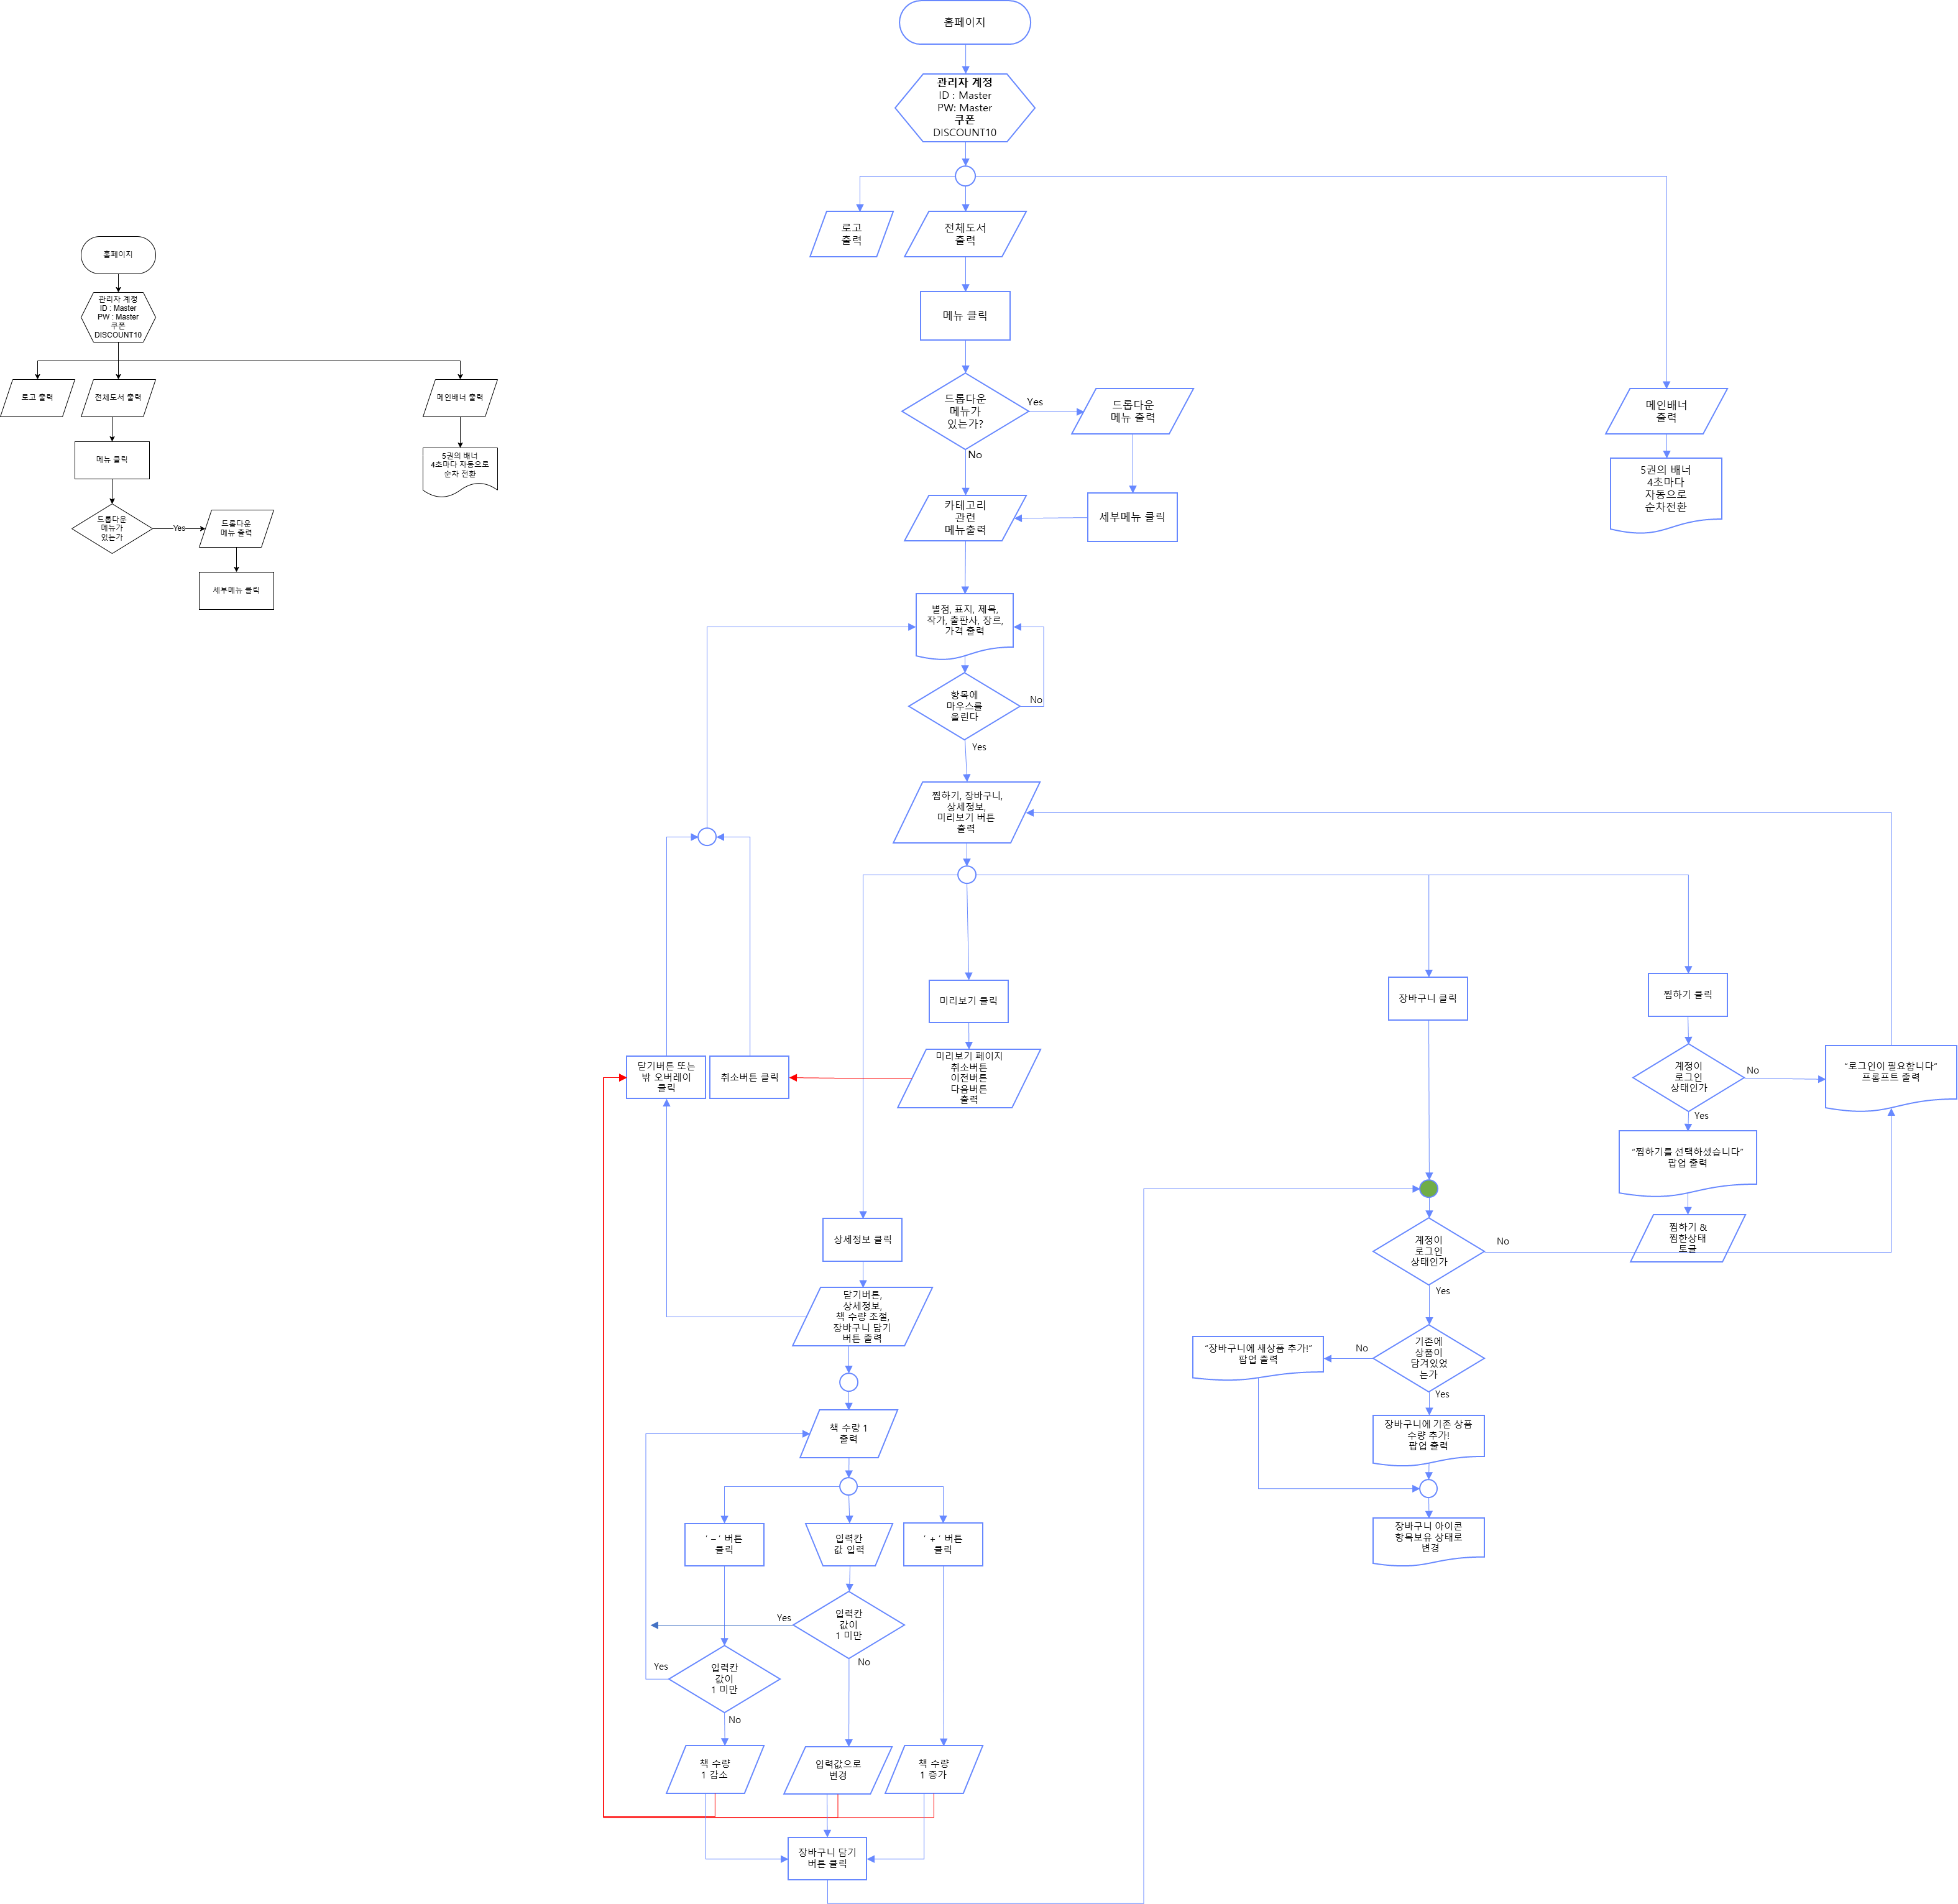 홈페이지
관리자 계정
ID : Master
PW: Master
쿠폰
DISCOUNT10
로고
출력
전체도서
출력
메뉴 클릭
드롭다운
메뉴가
있는가?
Yes
드롭다운
메뉴 출력
No
카테고리
관련
메뉴출력
세부메뉴 클릭
메인배너
출력
5권의 배너
4초마다
자동으로
순차전환
홈페이지
관리자 계정
ID : Master
PW : Master
쿠폰
DISCOUNT10
로고 출력
전체도서 출력
메인배너 출력
메뉴 클릭
5권의 배너
4초마다 자동으로
순차 전환
드롭다운
메뉴가
있는가
Yes
드롭다운
메뉴 출력
세부메뉴 클릭
별점, 표지, 제목,
작가, 출판사, 장르,
가격 출력
항목에
마우스를
올린다
No
Yes
찜하기, 장바구니,
상세정보,
미리보기 버튼
출력
미리보기 클릭
장바구니 클릭
찜하기 클릭
닫기버튼 또는
밖 오버레이
클릭
취소버튼 클릭
미리보기 페이지
취소버튼
이전버튼
다음버튼
출력
계정이
로그인
상태인가
No
“로그인이 필요합니다”
프롬프트 출력
Yes
“찜하기를 선택하셨습니다”
팝업 출력
찜하기 &
찜한상태
토글
상세정보 클릭
닫기버튼,
상세정보,
책 수량 조절,
장바구니 담기
버튼 출력
계정이
로그인
상태인가
No
Yes
기존에
상품이
담겨있었
는가
No
“장바구니에 새상품 추가!”
팝업 출력
Yes
장바구니에 기존 상품
수량 추가!
팝업 출력
장바구니 아이콘
항목보유 상태로
변경
책 수량 1
출력
‘ – ’ 버튼
클릭
입력칸
값 입력
‘ + ’ 버튼
클릭
입력칸
값이
1 미만
Yes
No
입력칸
값이
1 미만
Yes
No
책 수량
1 감소
입력값으로
변경
책 수량
1 증가
장바구니 담기
버튼 클릭